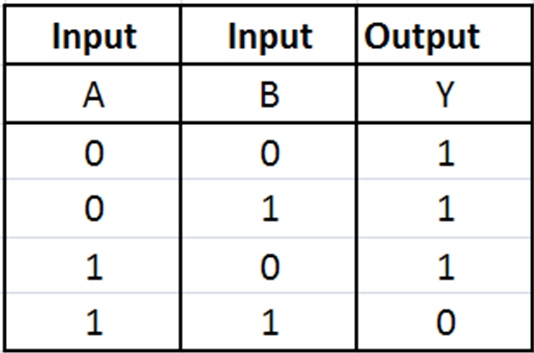 Input Input Output
A B Y
0 0 1
0 1 1
1 0 1
1 1 0